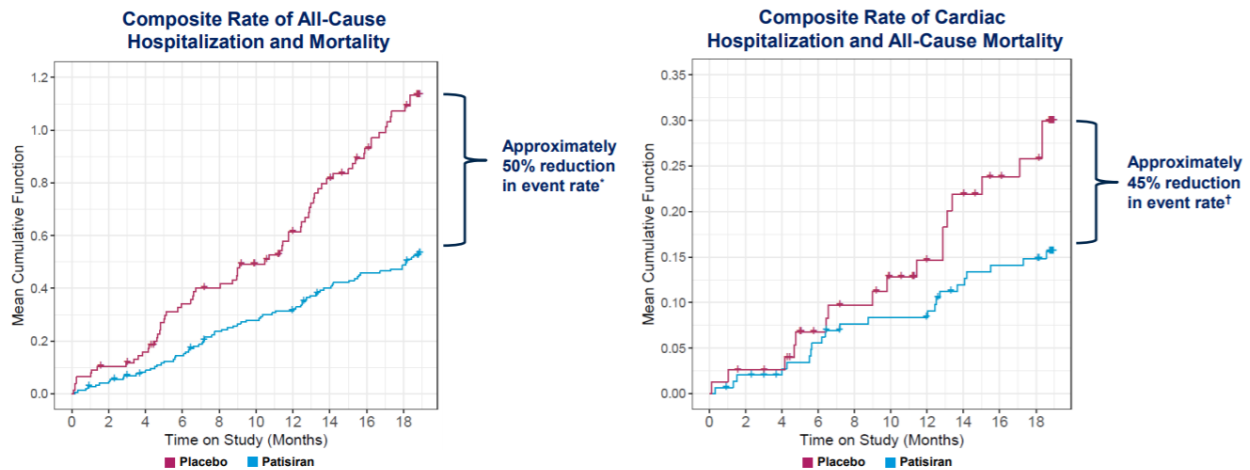 Composite Rate of All-Cause
Hospitalization and Mortality
Mean Cumulative Function
1.2
1.0
0.8
0.6
0.4
0.2
0.0
0 2 4 6 8 10 12 14 16 18
Time on Study (Months)
Placebo Patisiran
Approximately
50% reduction
in event rate*
Composite Rate of Cardiac
Hospitalization and All-Cause Mortality
Mean Cumulative Function
0.35
0.30
0.25
0.20
0.15
0.10
0.05
0.00
0 2 4 6 8 10 12 14 16 18
Time on Study (Months)
Placebo Patisiran
Approximately
45% reduction
in event rate†